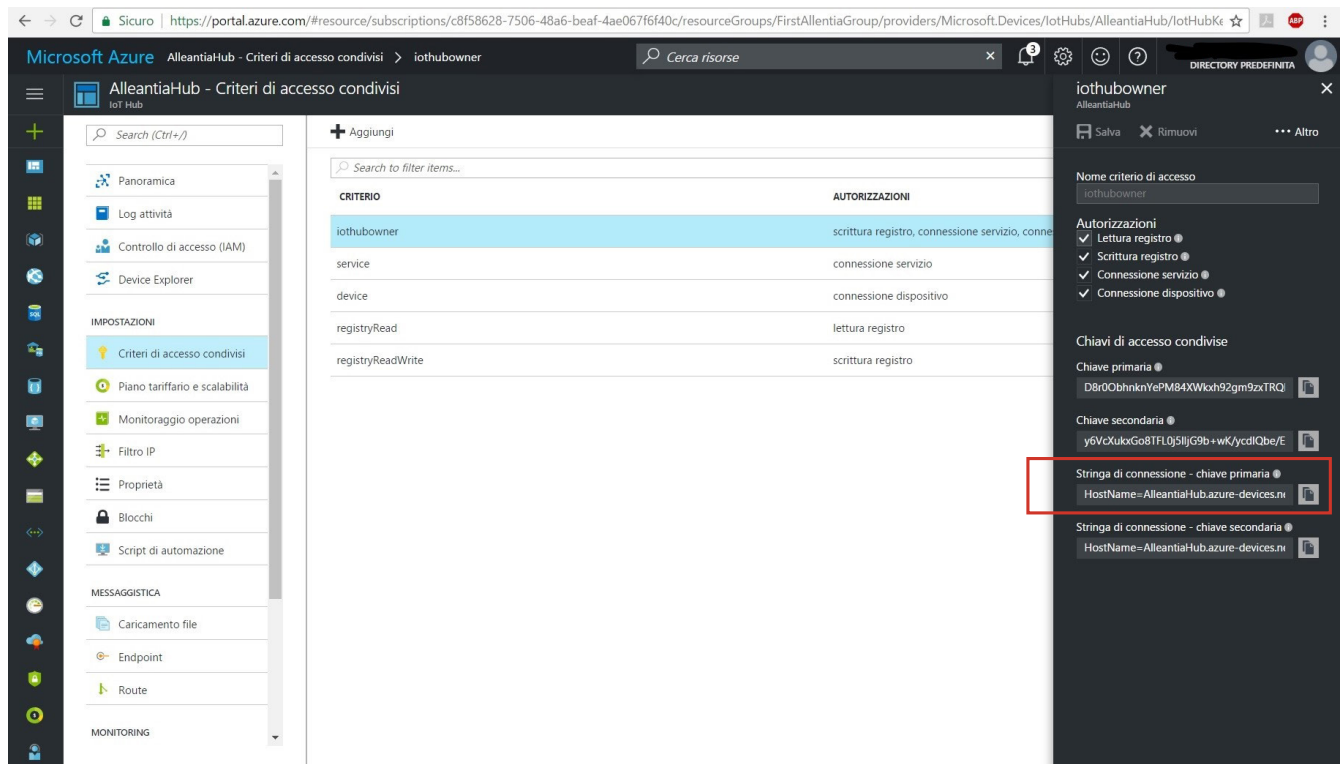 Sicuro | https://portal.azure.com/#resource/subscriptions/c8f58628-7506-48a6-beaf-4ae067f6f40c/resourceGroups/FirstAllentiaGroup/providers/Microsoft.Devices/IotHubs/AlleantiaHub/IotHubKe
ABP
Microsoft Azure AlleantiaHub - Criteri di accesso condivisi > iothubowner
Cerca risorse
3
DIRECTORY PREDEFINITA
AlleantiaHub - Criteri di accesso condivisi
IoT Hub
Search (Ctrl+/)
Panoramica
Log attività
Controllo di accesso (IAM)
Device Explorer
IMPOSTAZIONI
Criteri di accesso condivisi
Piano tariffario e scalabilità
Monitoraggio operazioni
Filtro IP
Proprietà
Blocchi
Script di automazione
MESSAGGISTICA
Caricamento file
Endpoint
Route
MONITORING
SQL
Aggiungi
Search to filter items...
CRITERIO AUTORIZZAZIONI
iothubowner scrittura registro, connessione servizio, conne
service connessione servizio
device connessione dispositivo
registryRead lettura registro
registryReadWrite scrittura registro
iothubowner
AlleantiaHub
Salva Rimuovi Altro
Nome criterio di accesso
iothubowner
Autorizzazioni
Lettura registro
Scrittura registro
Connessione servizio
Connessione dispositivo
Chiavi di accesso condivise
Chiave primaria
D8r0ObhnknYePM84XWkxh92gm9zxTRQ
Chiave secondaria
y6VcXukxGo8TFL0j5lIjG9b+wK/ycdIQbe/E
Stringa di connessione - chiave primaria
HostName=AlleantiaHub.azure-devices.ne
Stringa di connessione - chiave secondaria
HostName=AlleantiaHub.azure-devices.ne